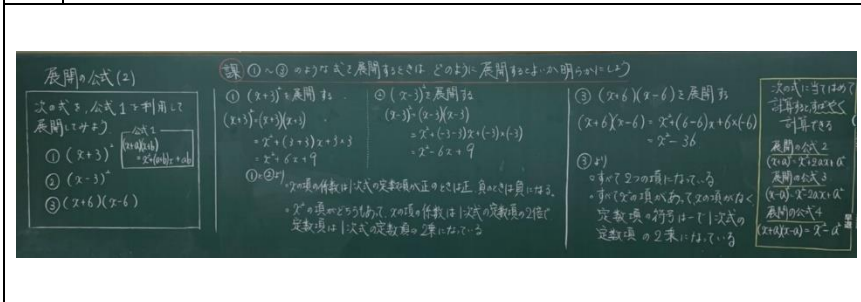 展開の公式(2)
次の式を、公式1を利用して
展開してみよう。
公式1
(x+a)(x+b)
=x²+(a+b)x+ab
① (x+3)²
② (x-3)²
③ (x+6)(x-6)
課 ①~③のような式を展開するときは、どのように展開するとよいか明らかにしよう
① (x+3)²を展開する
(x+3)²=(x+3)(x+3)
=x²+(3+3)x+3×3
=x²+6x+9
② (x-3)²を展開する
(x-3)²=(x-3)(x-3)
=x²+(-3-3)x+(-3)×(-3)
=x²-6x+9
①と②より
○xの項の係数は1次式の定数項が正のときは正、負のときは負になる。
○x²の項がどちらもあって、xの項の係数は1次式の定数項の2倍で
定数項は1次式の定数項の2乗になっている
③ (x+6)(x-6)を展開する
(x+6)(x-6)=x²+(6-6)x+6×(-6)
=x²-36
③より
○すべて2つの項になっている
○すべてx²の項があって、xの項がなく
定数項の符号は-で1次式の
定数項の2乗になっている
次の式に当てはめて
計算すると、すばやく
計算できる
展開の公式2
(x+a)²=x²+2ax+a²
展開の公式3
(x-a)²=x²-2ax+a²
展開の公式4
(x+a)(x-a)=x²-a²